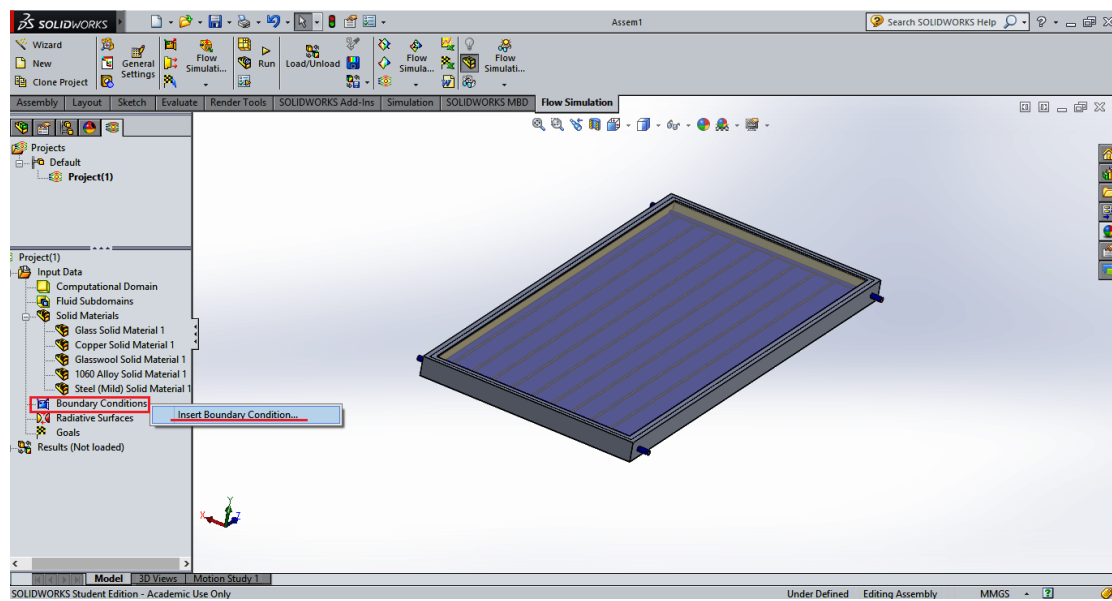 SOLIDWORKS
Assem1
Search SOLIDWORKS Help
Wizard
New
Clone Project
General Settings
Flow Simulati...
Run
Load/Unload
Flow Simula...
Flow Simulati...
Assembly Layout Sketch Evaluate Render Tools SOLIDWORKS Add-Ins Simulation SOLIDWORKS MBD Flow Simulation
Projects
Default
Project(1)
Project(1)
Input Data
Computational Domain
Fluid Subdomains
Solid Materials
Glass Solid Material 1
Copper Solid Material 1
Glasswool Solid Material 1
1060 Alloy Solid Material 1
Steel (Mild) Solid Material 1
Boundary Conditions
Insert Boundary Condition...
Radiative Surfaces
Goals
Results (Not loaded)
Y
X
Z
Model 3D Views Motion Study 1
SOLIDWORKS Student Edition - Academic Use Only
Under Defined Editing Assembly MMGS